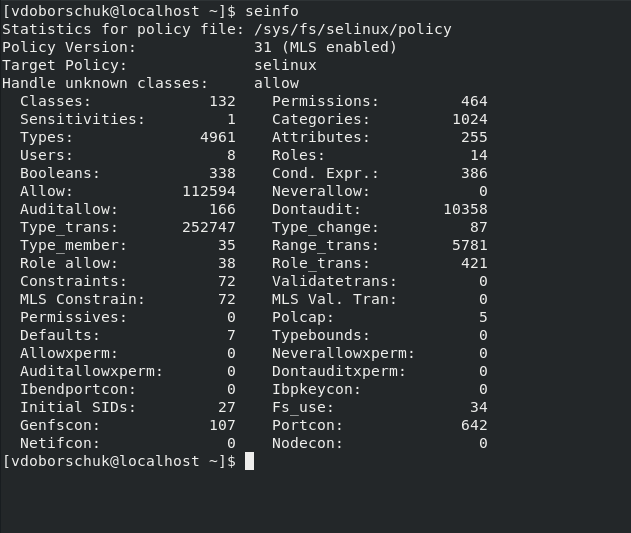 [vdoborschuk@localhost ~]$ seinfo
Statistics for policy file: /sys/fs/selinux/policy
Policy Version:             31 (MLS enabled)
Target Policy:              selinux
Handle unknown classes:     allow
  Classes:             132    Permissions:         464
  Sensitivities:         1    Categories:         1024
  Types:              4961    Attributes:          255
  Users:                 8    Roles:                14
  Booleans:            338    Cond. Expr.:         386
  Allow:            112594    Neverallow:            0
  Auditallow:          166    Dontaudit:         10358
  Type_trans:       252747    Type_change:          87
  Type_member:          35    Range_trans:        5781
  Role allow:           38    Role_trans:          421
  Constraints:          72    Validatetrans:         0
  MLS Constrain:        72    MLS Val. Tran:         0
  Permissives:           0    Polcap:                5
  Defaults:              7    Typebounds:            0
  Allowxperm:            0    Neverallowxperm:       0
  Auditallowxperm:       0    Dontauditxperm:        0
  Ibendportcon:          0    Ibpkeycon:             0
  Initial SIDs:         27    Fs_use:               34
  Genfscon:            107    Portcon:             642
  Netifcon:              0    Nodecon:               0
[vdoborschuk@localhost ~]$